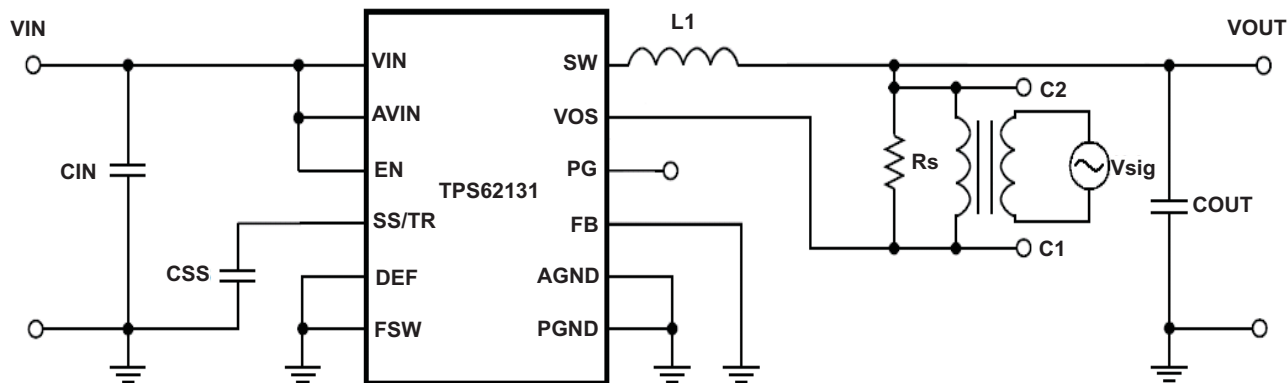 L1
VIN
VOUT
VIN
SW
C2
AVIN
VOS
CIN
EN
PG
Rs
Vsig
TPS62131
COUT
SS/TR
FB
C1
CSS
DEF
AGND
FSW
PGND